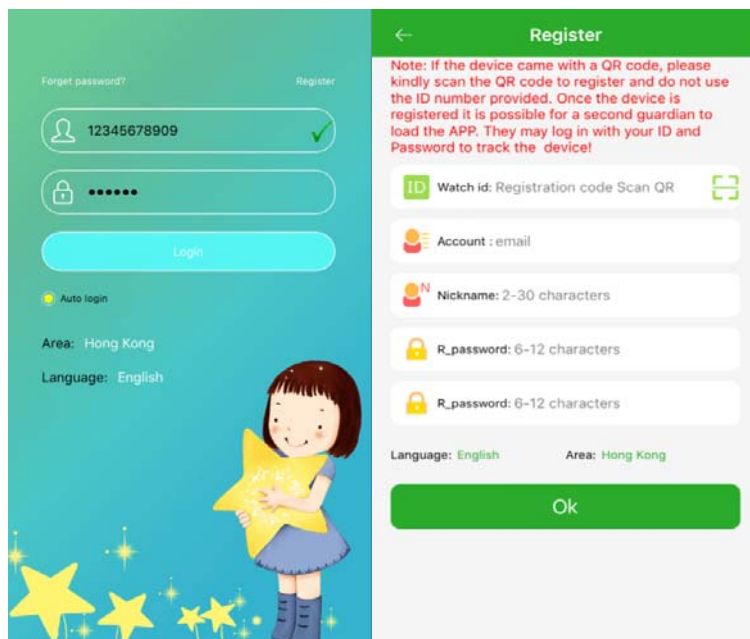 Forget password?
Register
12345678909
••••••
Login
Auto login
Area: Hong Kong
Language: English
Register
Note: If the device came with a QR code, please
kindly scan the QR code to register and do not use
the ID number provided. Once the device is
registered it is possible for a second guardian to
load the APP. They may log in with your ID and
Password to track the device!
ID Watch id: Registration code Scan QR
Account : email
N Nickname: 2-30 characters
R_password: 6-12 characters
R_password: 6-12 characters
Language: English Area: Hong Kong
Ok